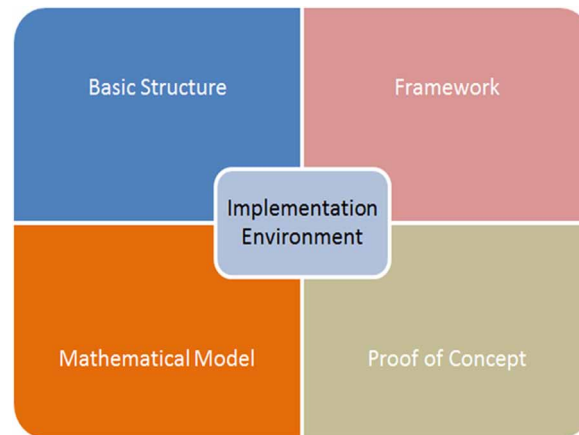 Basic Structure
Framework
Implementation
Environment
Mathematical Model
Proof of Concept